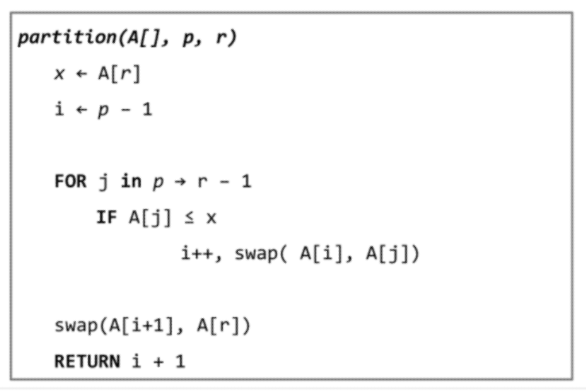 partition(A[], p, r)
x ← A[r]
i ← p - 1
FOR j in p → r - 1
IF A[j] ≤ x
i++, swap( A[i], A[j])
swap(A[i+1], A[r])
RETURN i + 1